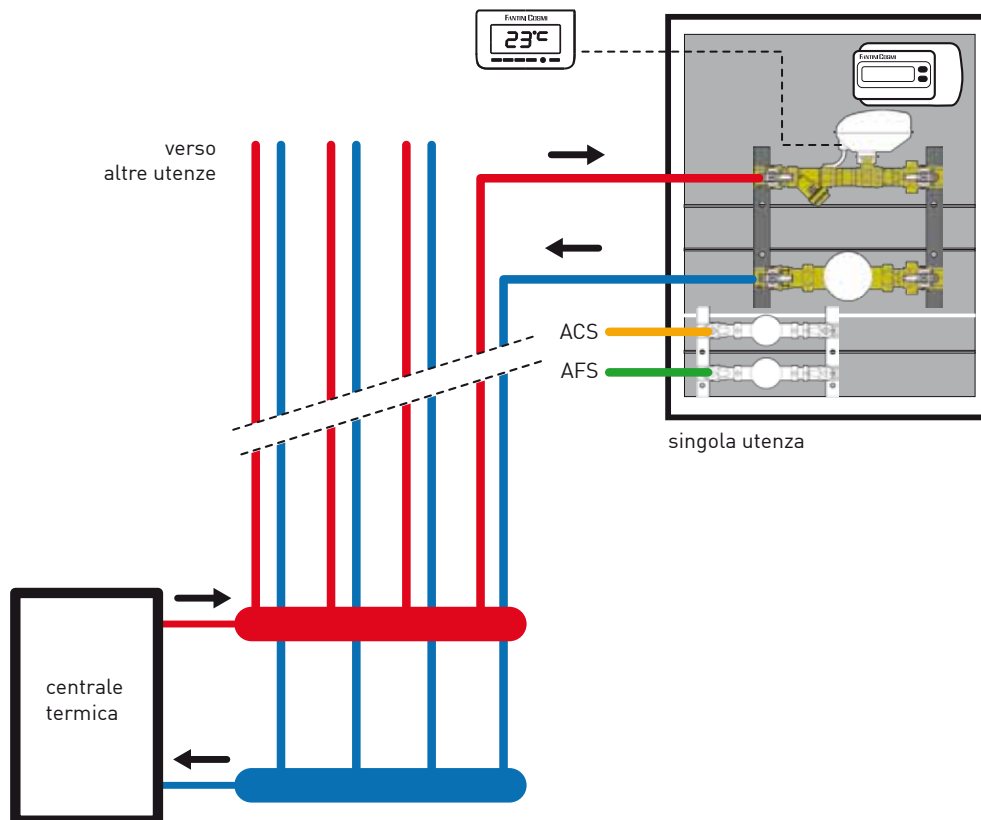 FANTINI COSMI
23°C
FANTINI COSMI
verso
altre utenze
ACS
AFS
singola utenza
centrale
termica